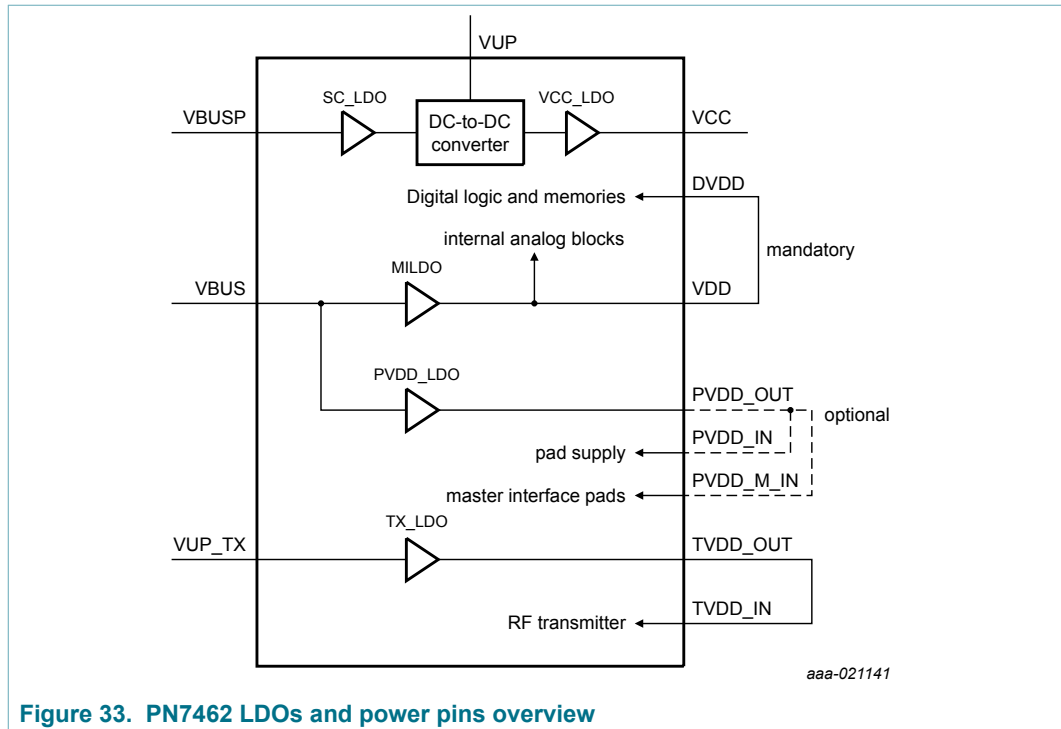 VUP
SC_LDO
VCC_LDO
VBUSP
DC-to-DC
converter
VCC
DVDD
Digital logic and memories
internal analog blocks
mandatory
MILDO
VBUS
VDD
PVDD_LDO
PVDD_OUT
optional
PVDD_IN
pad supply
PVDD_M_IN
master interface pads
TX_LDO
VUP_TX
TVDD_OUT
TVDD_IN
RF transmitter
aaa-021141
Figure 33. PN7462 LDOs and power pins overview